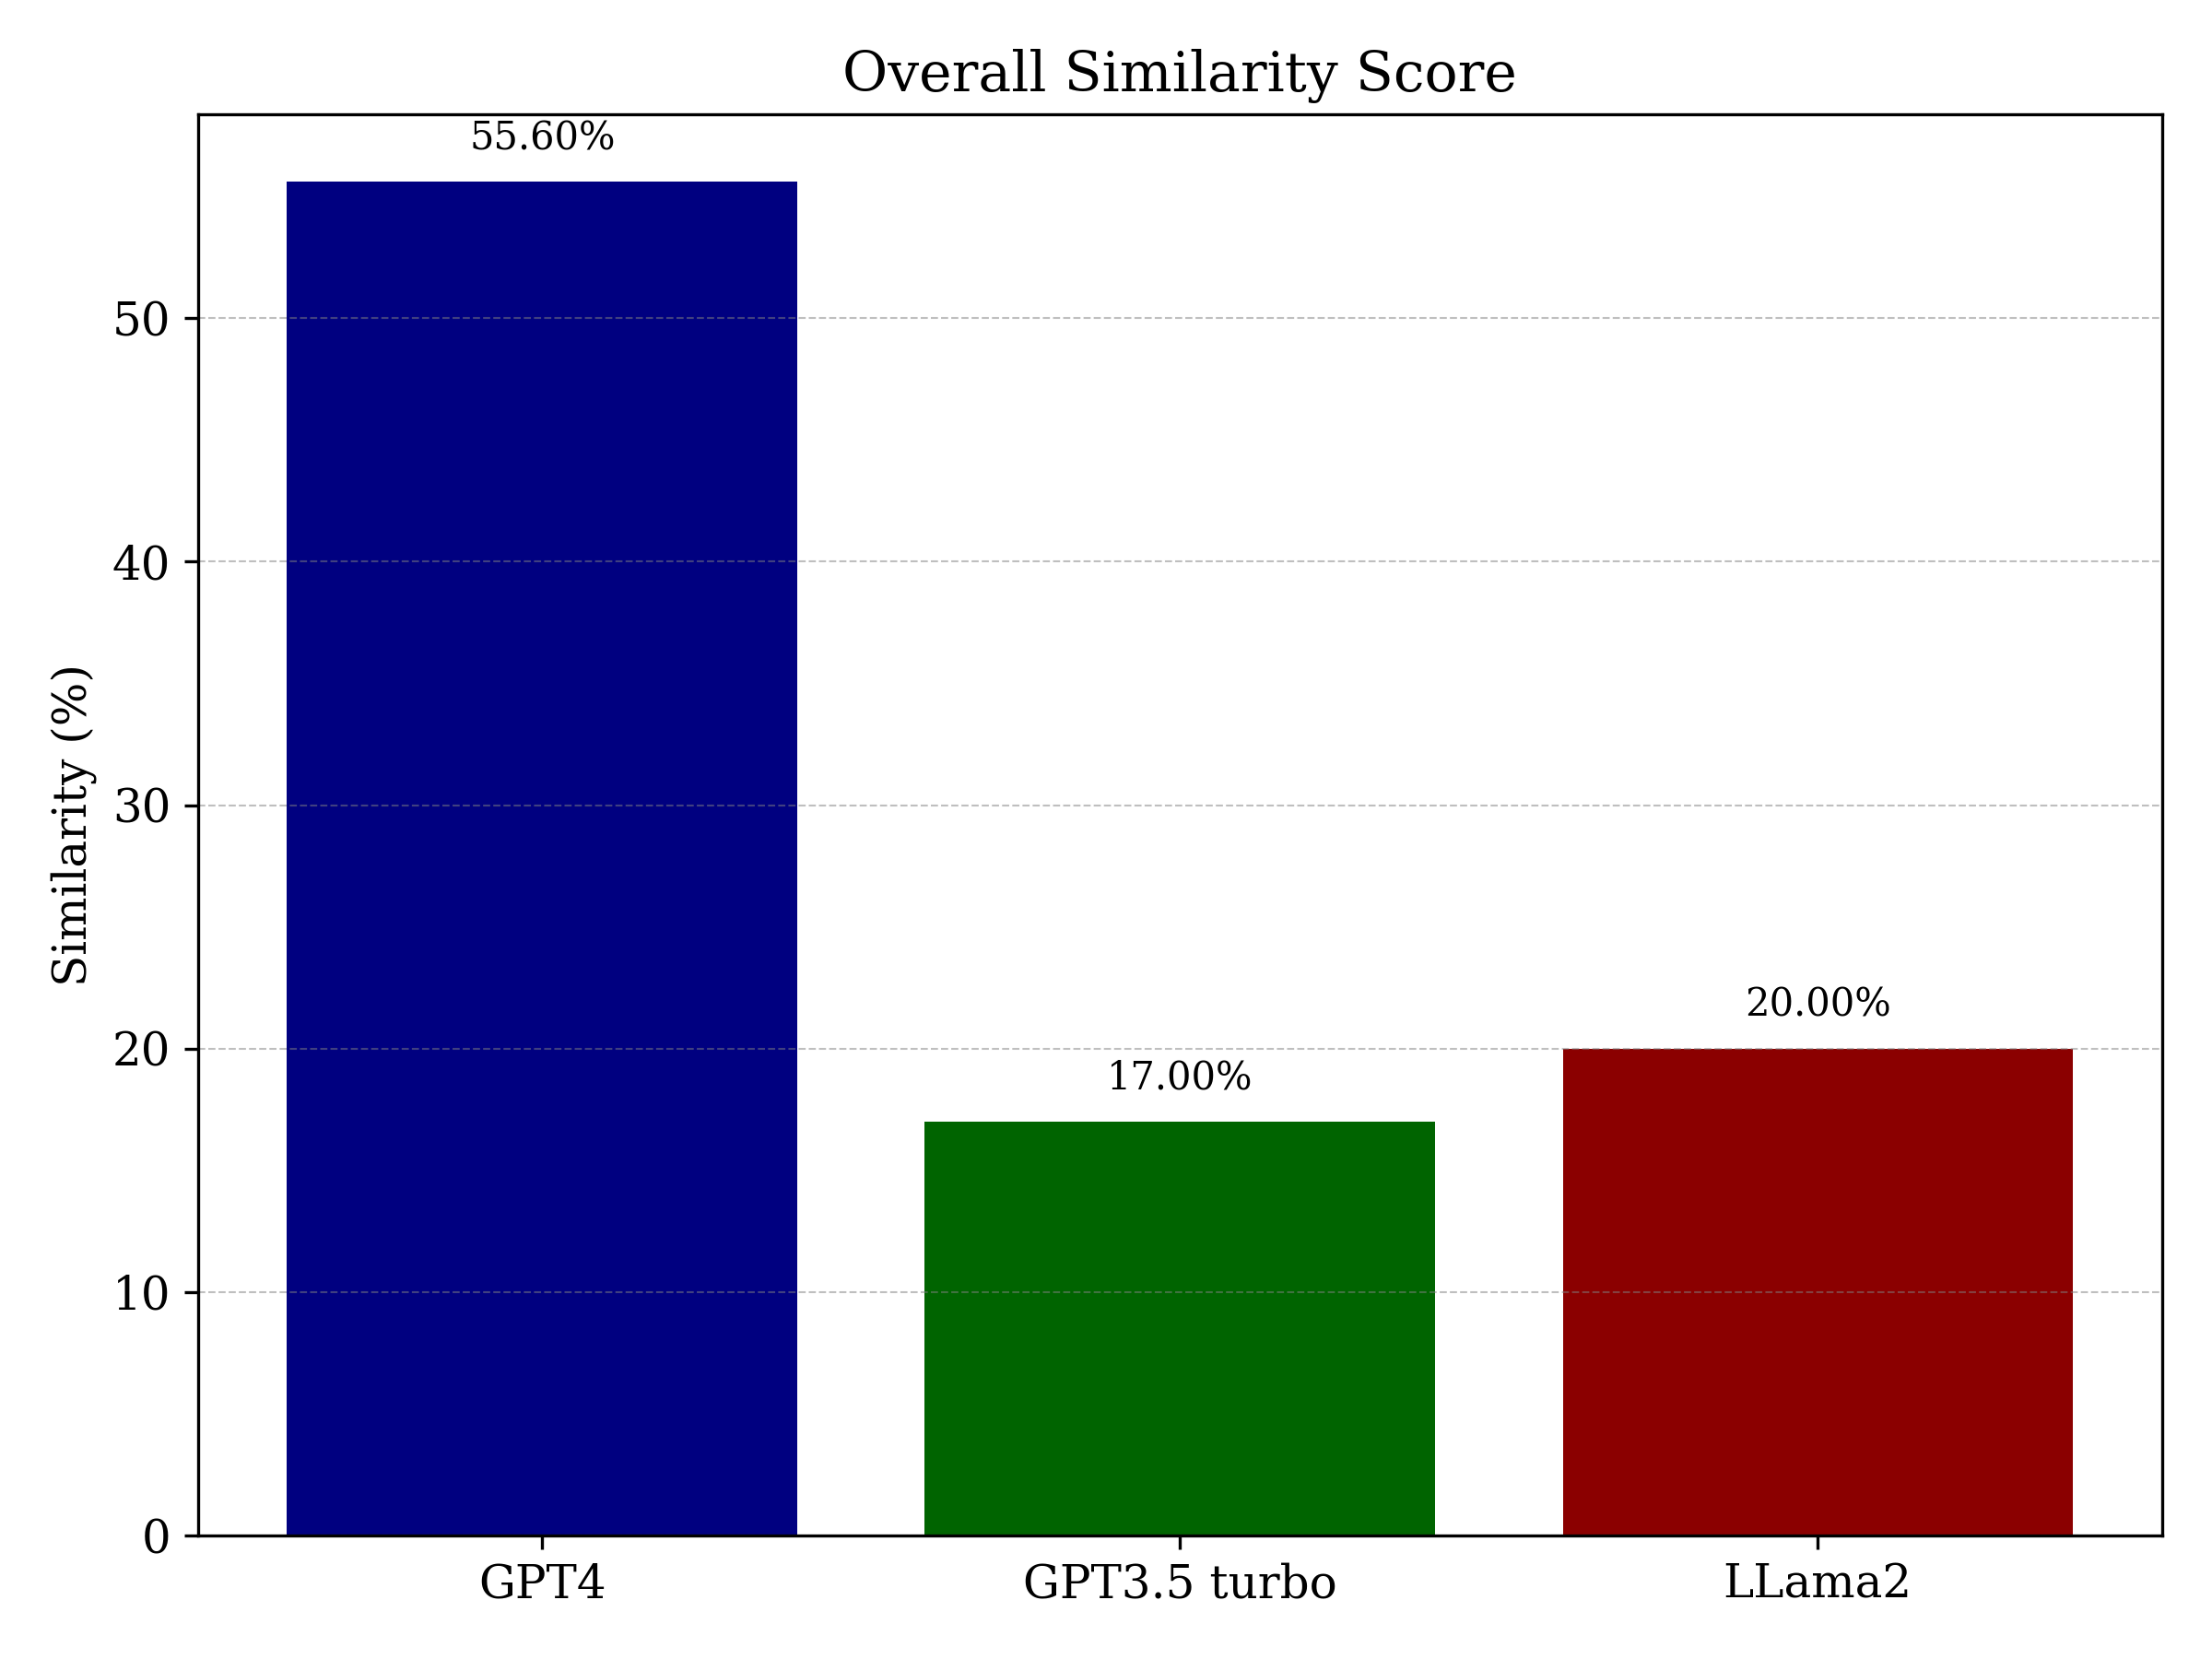 Overall Similarity Score
55.60%
50
40
30
20
10
0
Similarity (%)
17.00%
20.00%
GPT4
GPT3.5 turbo
LLama2